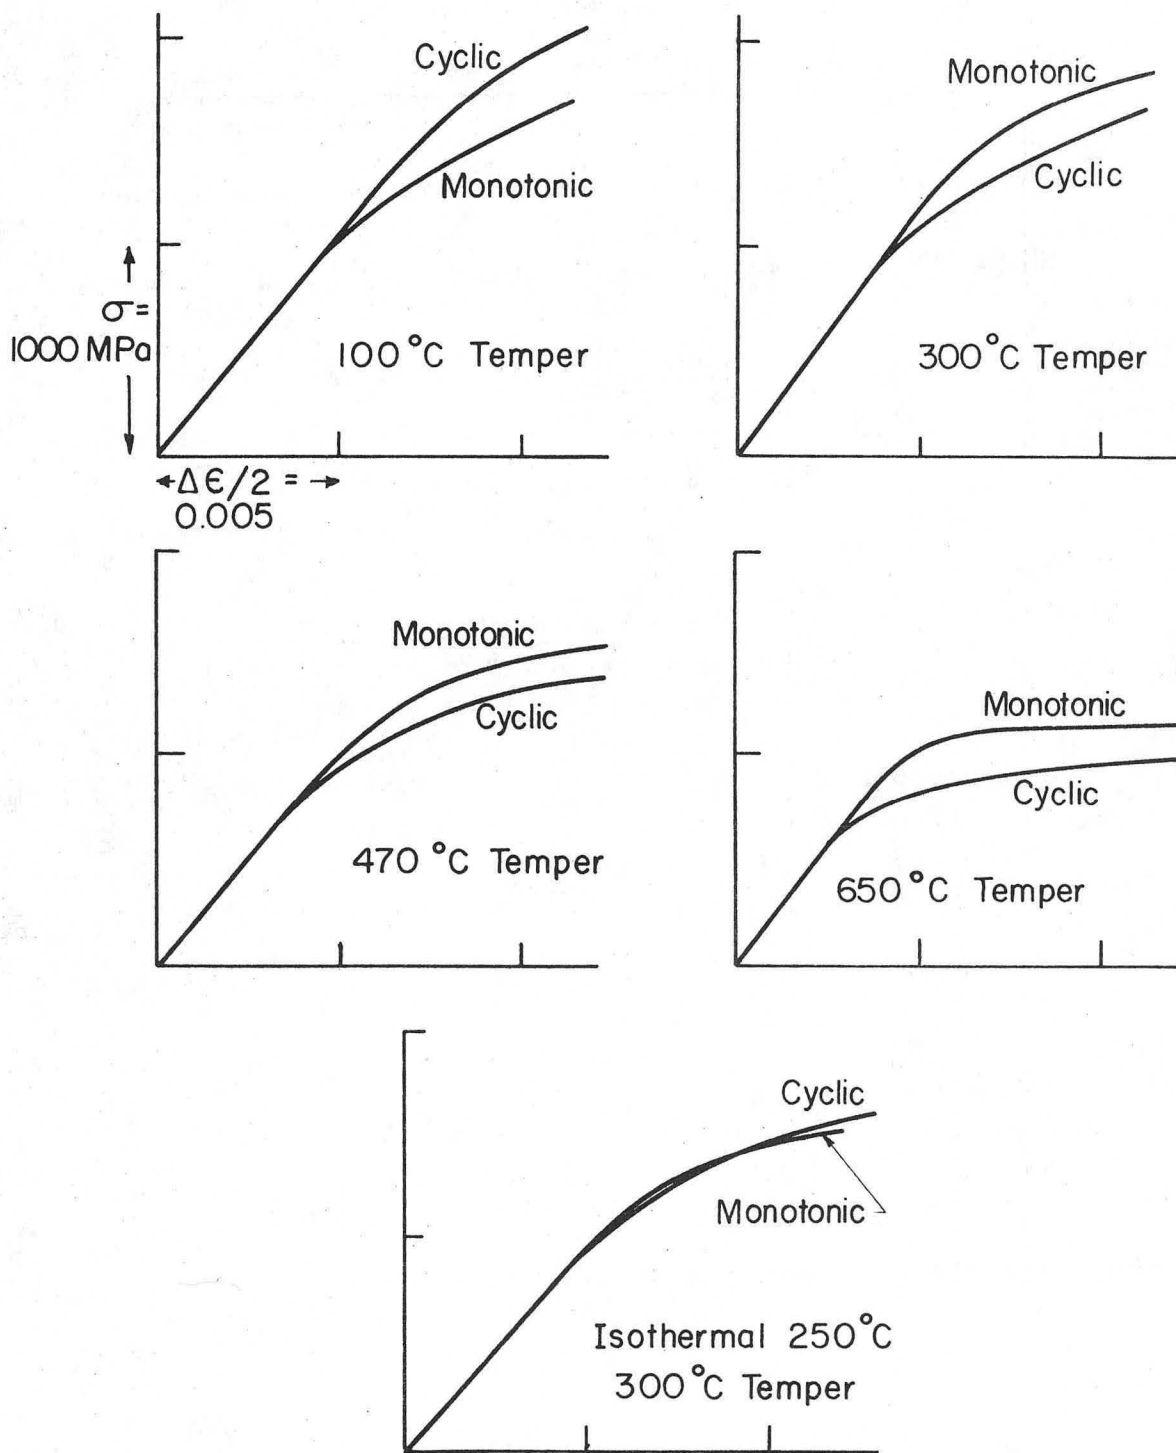 Cyclic
Monotonic
σ=
1000 MPa
100°C Temper
Δϵ/2 =
0.005
Monotonic
Cyclic
300°C Temper
Monotonic
Cyclic
470°C Temper
Monotonic
Cyclic
650°C Temper
Cyclic
Monotonic
Isothermal 250°C
300°C Temper